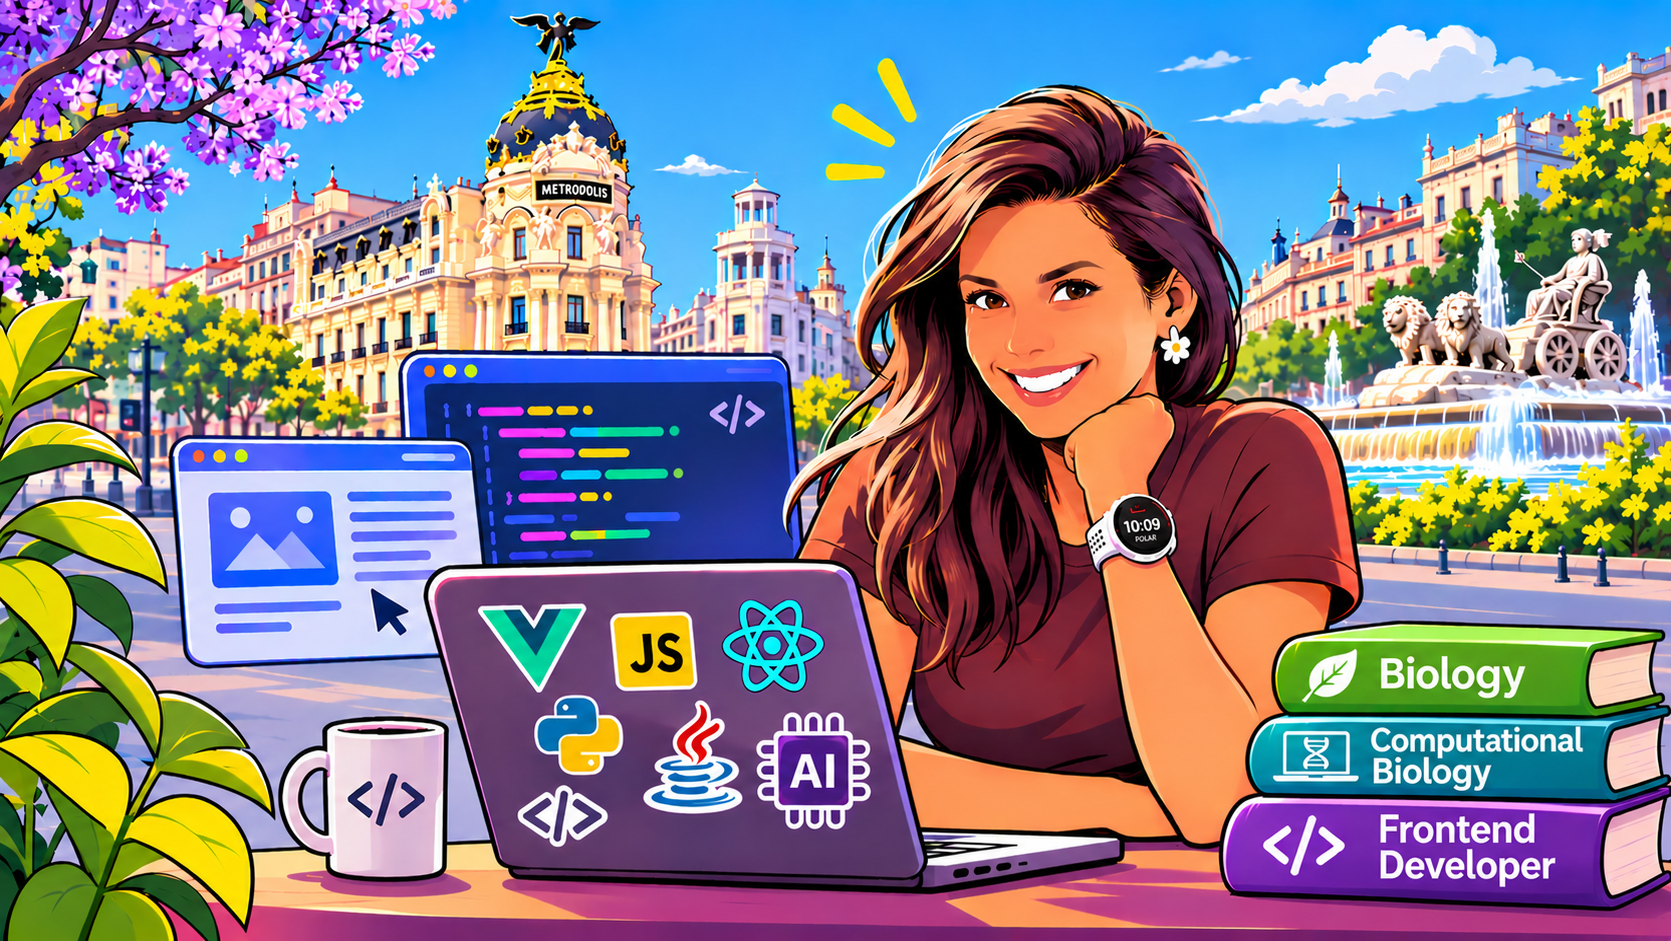 METRODOLIS
</>
10:09
POLAR
JS
AI
</>
</>
Biology
Computational
Biology
</>
Frontend
Developer